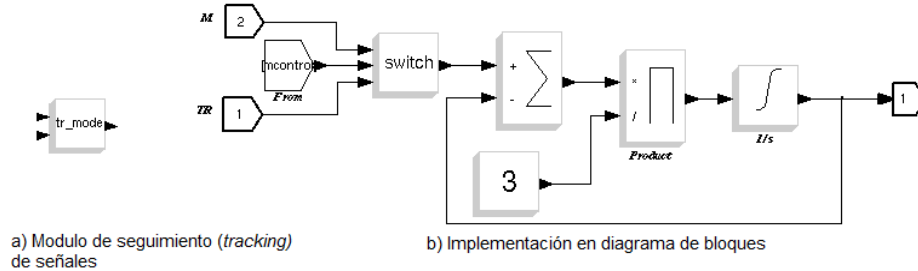 M
2
[mcontro
From
TR
1
switch
+
-
×
/
Product
1/s
1
3
tr_mode
a) Modulo de seguimiento (tracking)
de señales
b) Implementación en diagrama de bloques